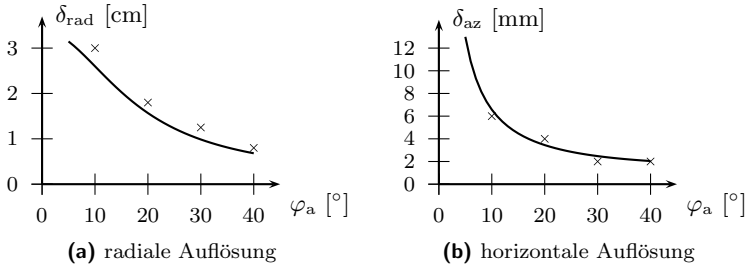 δrad [cm]
3
2
1
0
0 10 20 30 40
φa [°]
(a) radiale Auflösung
δaz [mm]
12
10
8
6
4
2
0
0 10 20 30 40
φa [°]
(b) horizontale Auflösung